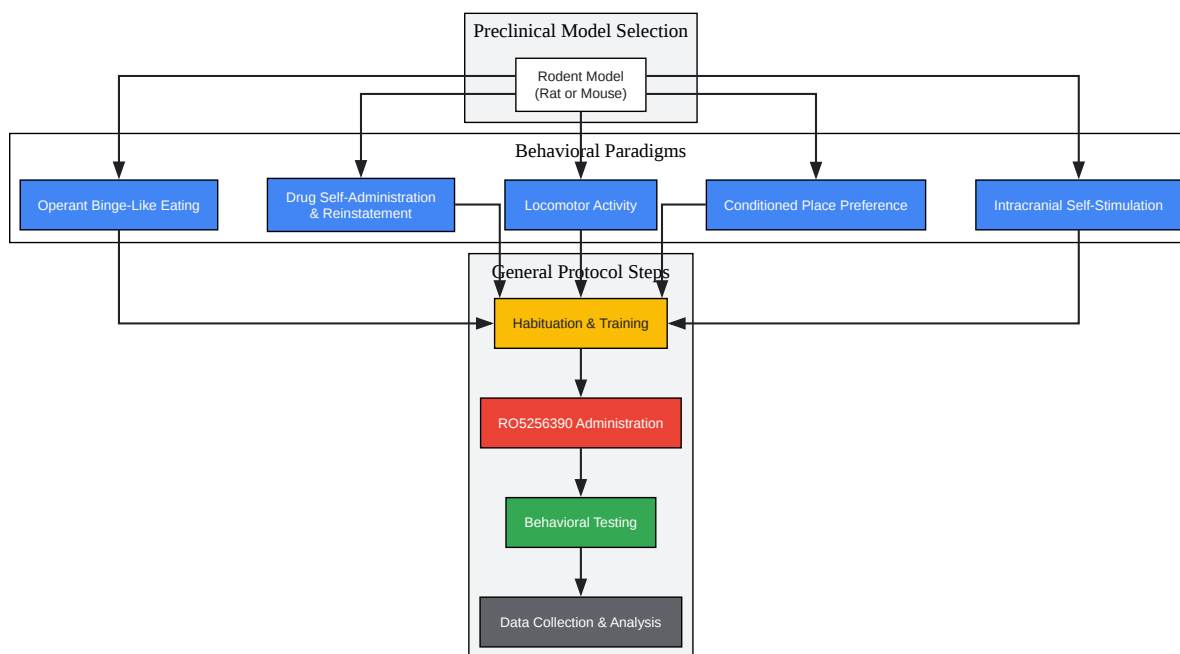 Preclinical Model Selection
Rodent Model
(Rat or Mouse)
Behavioral Paradigms
Operant Binge-Like Eating
Drug Self-Administration
& Reinstatement
Locomotor Activity
Conditioned Place Preference
Intracranial Self-Stimulation
General Protocol Steps
Habituation & Training
RO5256390 Administration
Behavioral Testing
Data Collection & Analysis